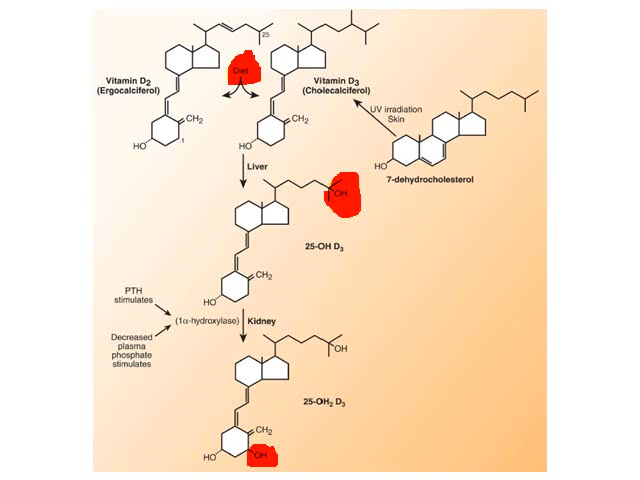 25
Vitamin D2
(Ergocalciferol)
Diet
Vitamin D3
(Cholecalciferol)
CH2
CH2
HO
1
HO
UV irradiation
Skin
HO
7-dehydrocholesterol
Liver
OH
25-OH D3
CH2
HO
PTH
stimulates
(1α-hydroxylase)
Kidney
Decreased
plasma
phosphate
stimulates
OH
25-OH2 D3
CH2
HO
OH